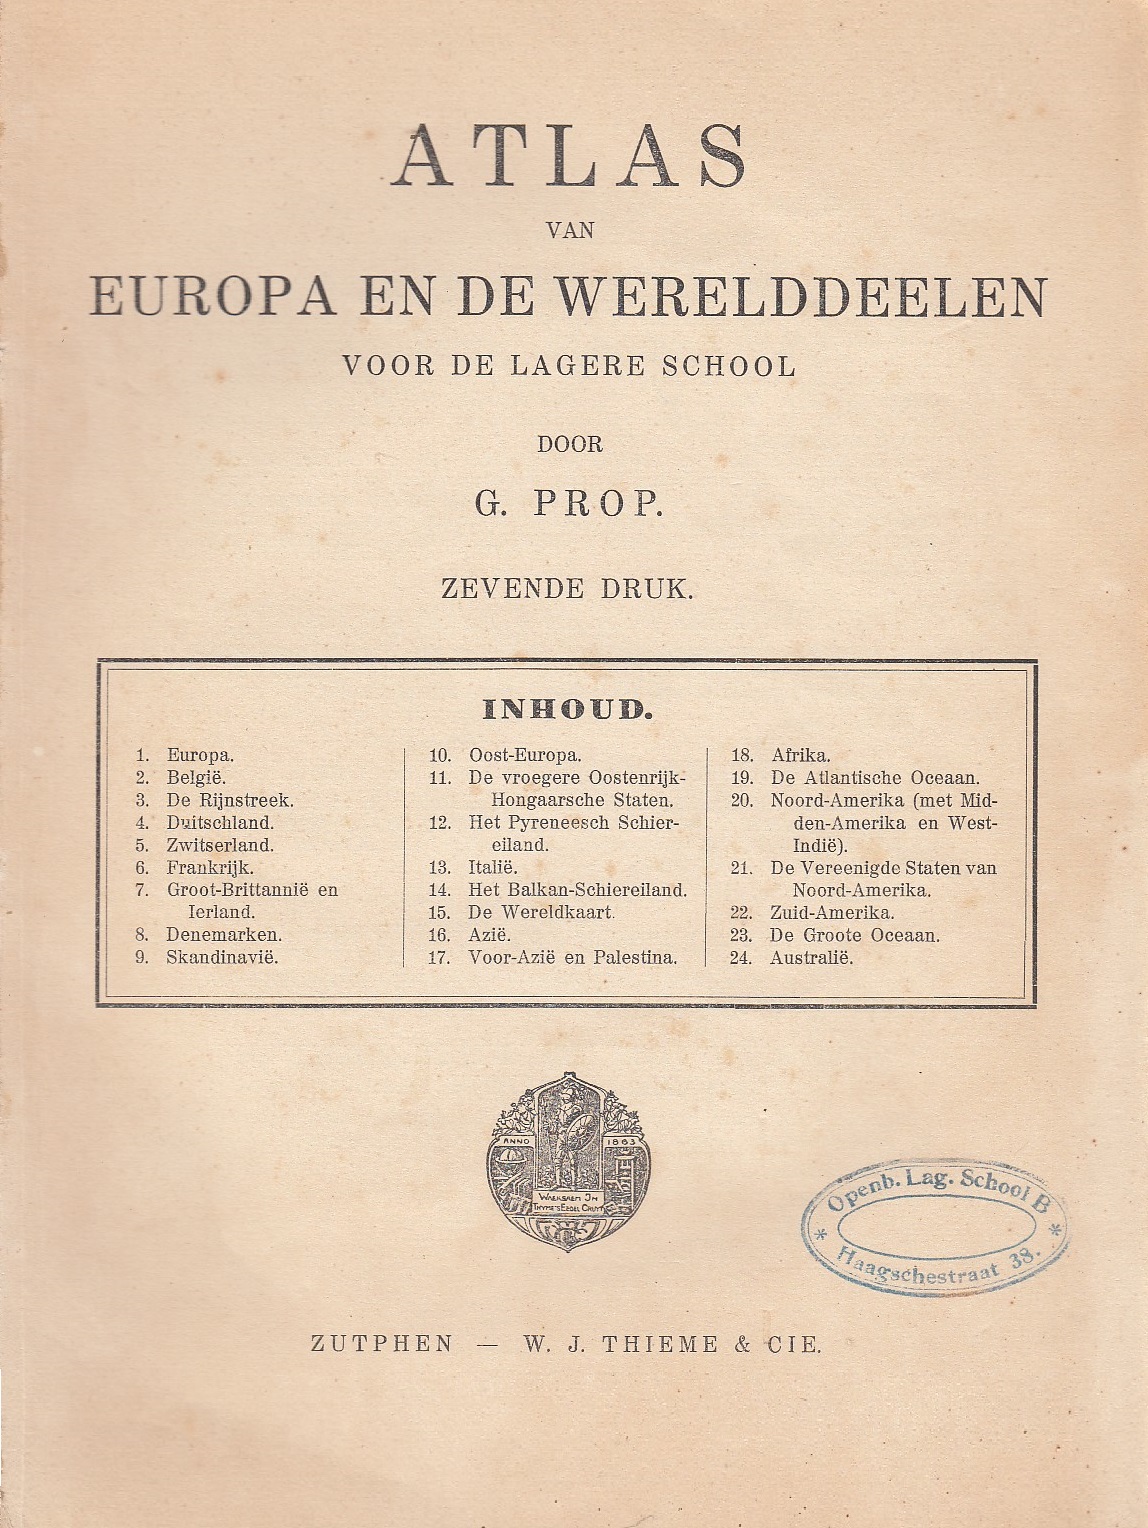 ATLAS
VAN
EUROPA EN DE WERELDDEELEN
VOOR DE LAGERE SCHOOL
DOOR
G. PROP.
ZEVENDE DRUK.
INHOUD.
1. Europa.
2. België.
3. De Rijnstreek.
4. Duitschland.
5. Zwitserland.
6. Frankrijk.
7. Groot-Brittannië en
Ierland.
8. Denemarken.
9. Skandinavië.
10. Oost-Europa.
11. De vroegere Oostenrijk-
Hongaarsche Staten.
12. Het Pyreneesch Schier-
eiland.
13. Italië.
14. Het Balkan-Schiereiland.
15. De Wereldkaart.
16. Azië.
17. Voor-Azië en Palestina.
18. Afrika.
19. De Atlantische Oceaan.
20. Noord-Amerika (met Mid-
den-Amerika en West-
Indië).
21. De Vereenigde Staten van
Noord-Amerika.
22. Zuid-Amerika.
23. De Groote Oceaan.
24. Australië.
ANNO 1863
WAEKSAEM IN
THYME'S EEDEL CRUYT
Openb. Lag. School B
* Haagschestraat 38. *
ZUTPHEN — W. J. THIEME & CIE.